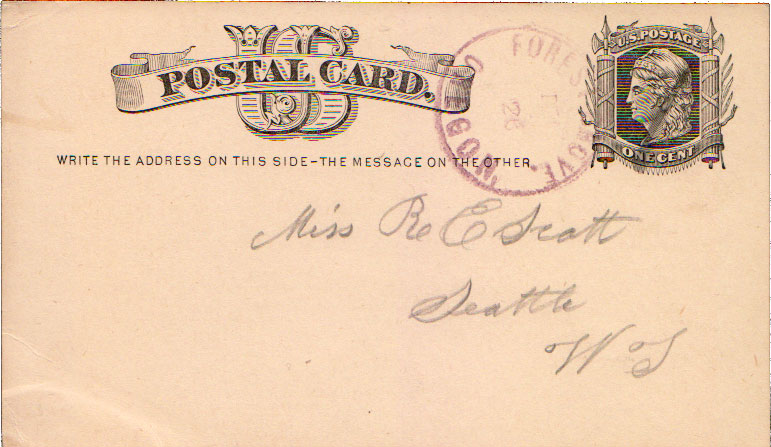 US
POSTAL CARD.
U.S. POSTAGE
ONE CENT
WRITE THE ADDRESS ON THIS SIDE–THE MESSAGE ON THE OTHER.
Miss R E Scott
Seattle
W T